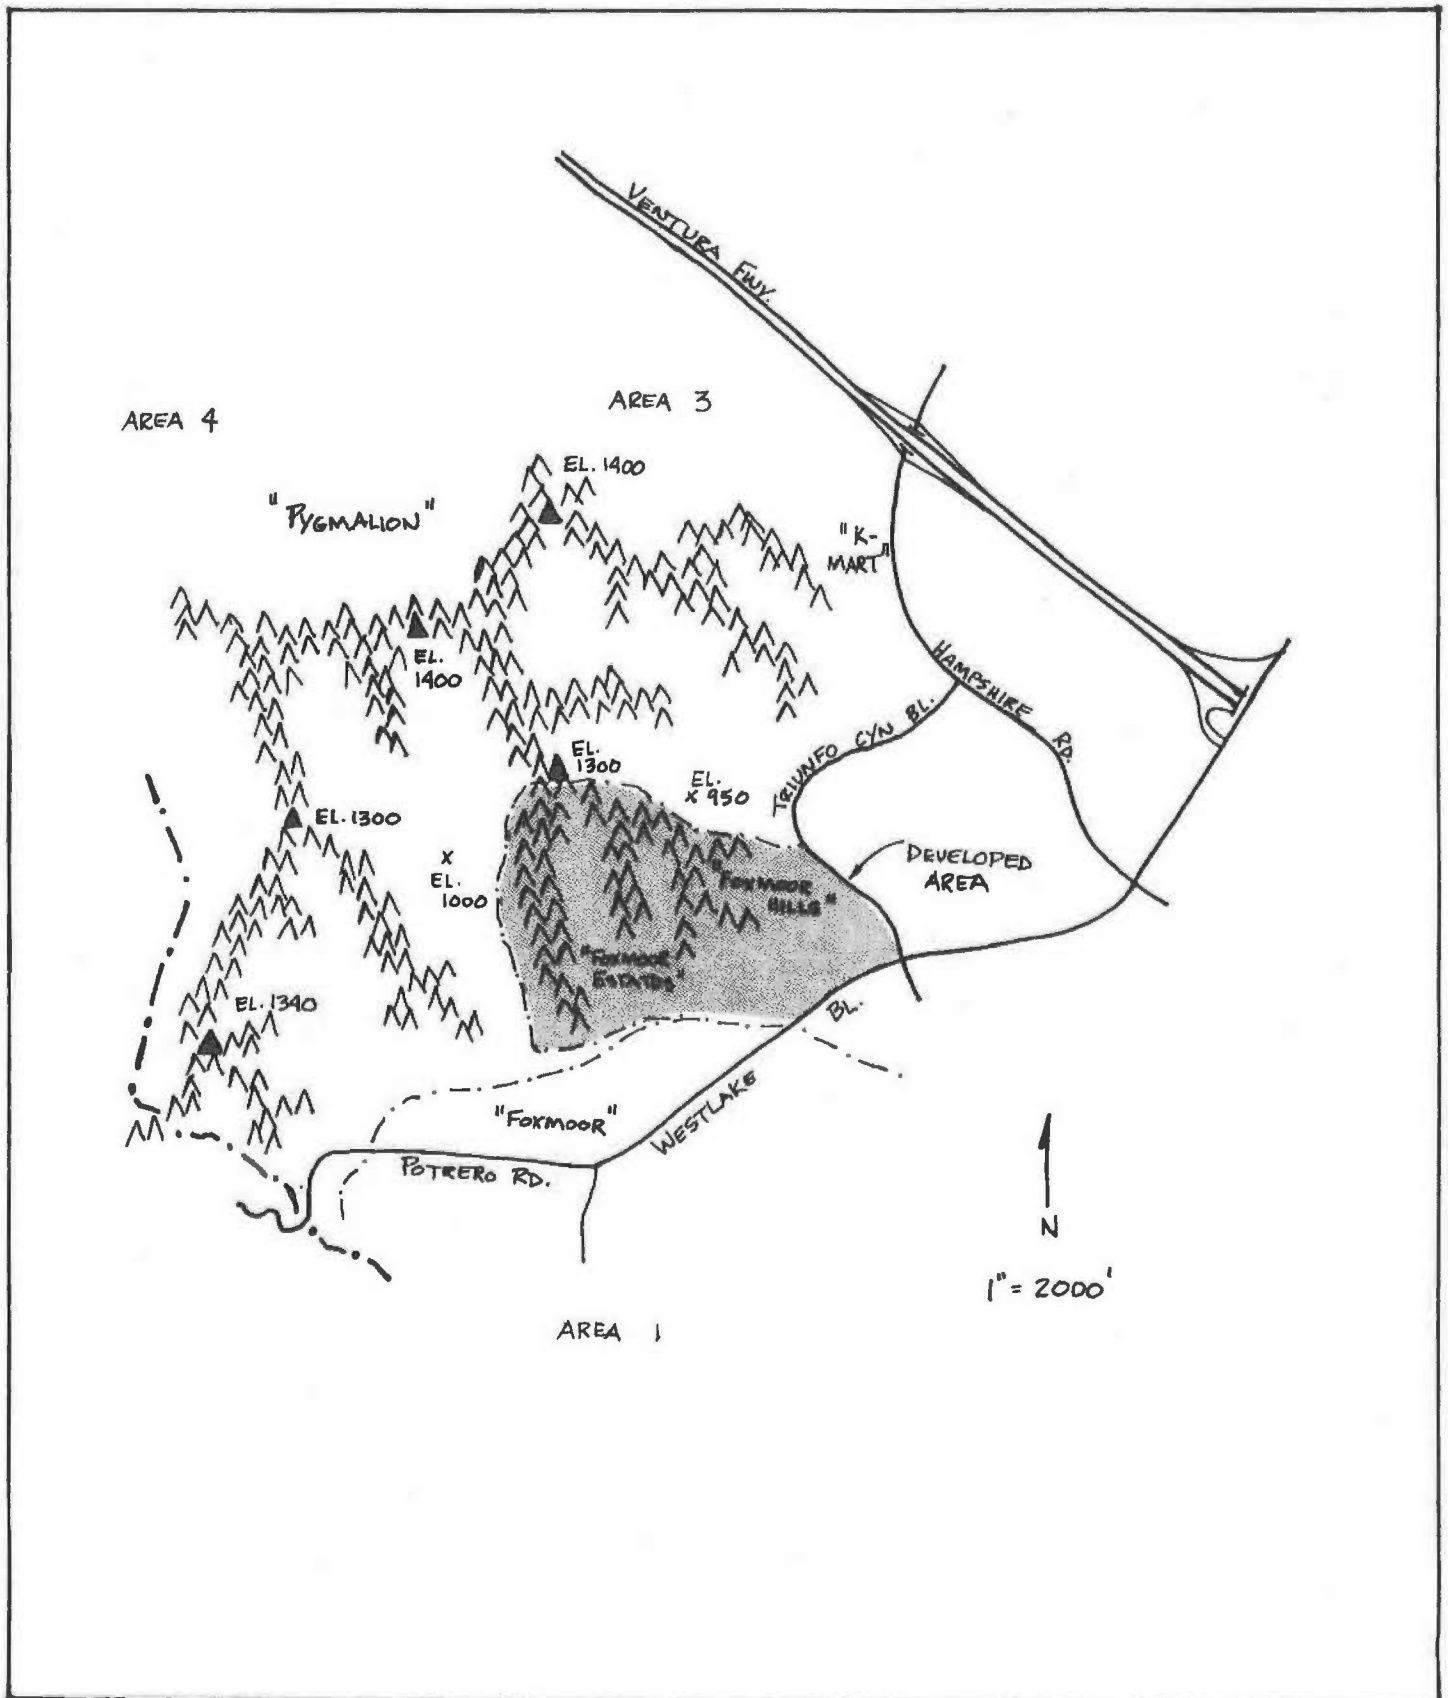 VENTURA FWY.
AREA 3
AREA 4
EL. 1400
"PYGMALION"
"K-
MART"
EL.
1400
HAMPSHIRE RD.
TRIUNFO CYN BL.
EL.
1300
EL.
X 950
EL. 1300
X
EL.
1000
DEVELOPED
AREA
"FOXMOOR
HILLS"
"FOXMOOR
ESTATES"
EL. 1340
WESTLAKE BL.
"FOXMOOR"
POTRERO RD.
N
1" = 2000'
AREA 1